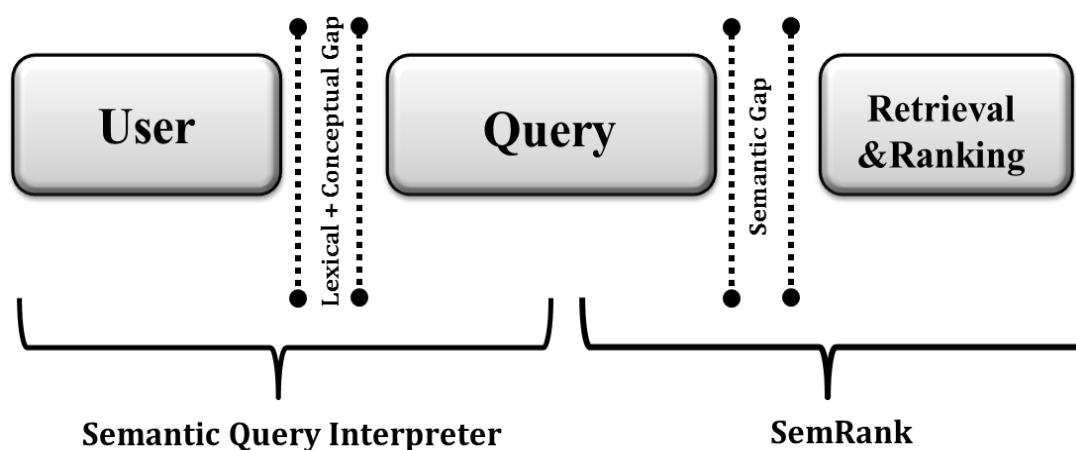 User
Lexical + Conceptual Gap
Query
Semantic Gap
Retrieval
&Ranking
Semantic Query Interpreter
SemRank